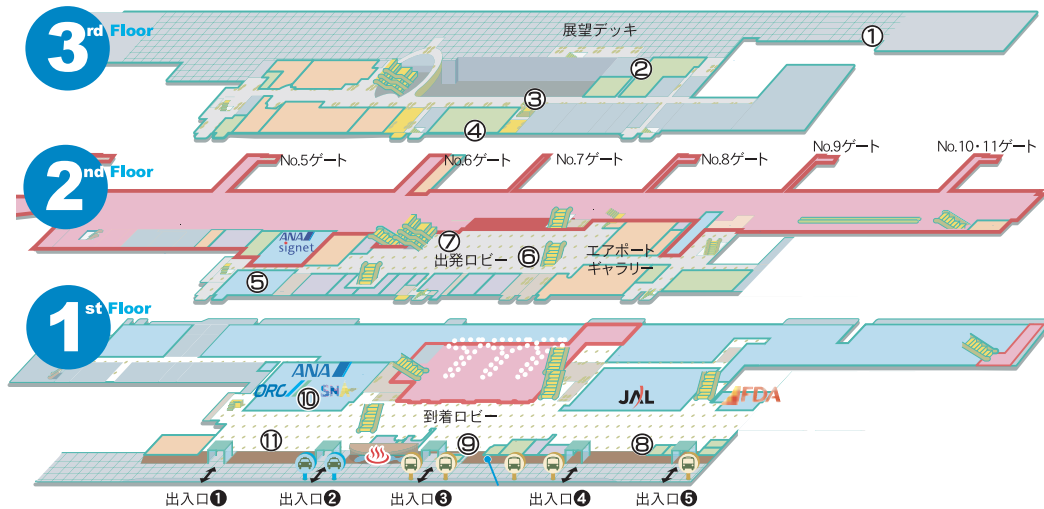 3rd Floor
展望デッキ
①
②
③
④
2nd Floor
No.5ゲート
No.6ゲート
No.7ゲート
No.8ゲート
No.9ゲート
No.10・11ゲート
ANA
signet
⑦
出発ロビー
⑥
エアポート
ギャラリー
⑤
1st Floor
ANA
ORC
SNA
⑩
JAL
FDA
到着ロビー
⑪
⑨
⑧
出入口❶
出入口❷
出入口❸
出入口❹
出入口❺